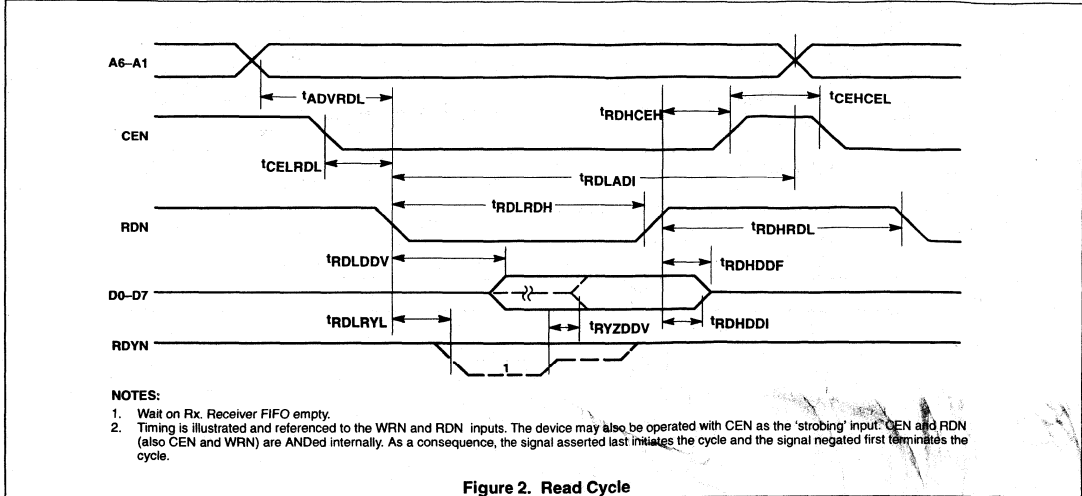 A6–A1
tADVRDL
tRDHCEH
tCEHCEL
CEN
tCELRDL
tRDLADI
tRDLRDH
RDN
tRDHRDL
tRDLDDV
tRDHDDF
D0–D7
tRDLRYL
tRYZDDV
tRDHDDI
RDYN
1
NOTES:
1. Wait on Rx. Receiver FIFO empty.
2. Timing is illustrated and referenced to the WRN and RDN inputs. The device may also be operated with CEN as the 'strobing' input. CEN and RDN
(also CEN and WRN) are ANDed internally. As a consequence, the signal asserted last initiates the cycle and the signal negated first terminates the
cycle.
Figure 2. Read Cycle